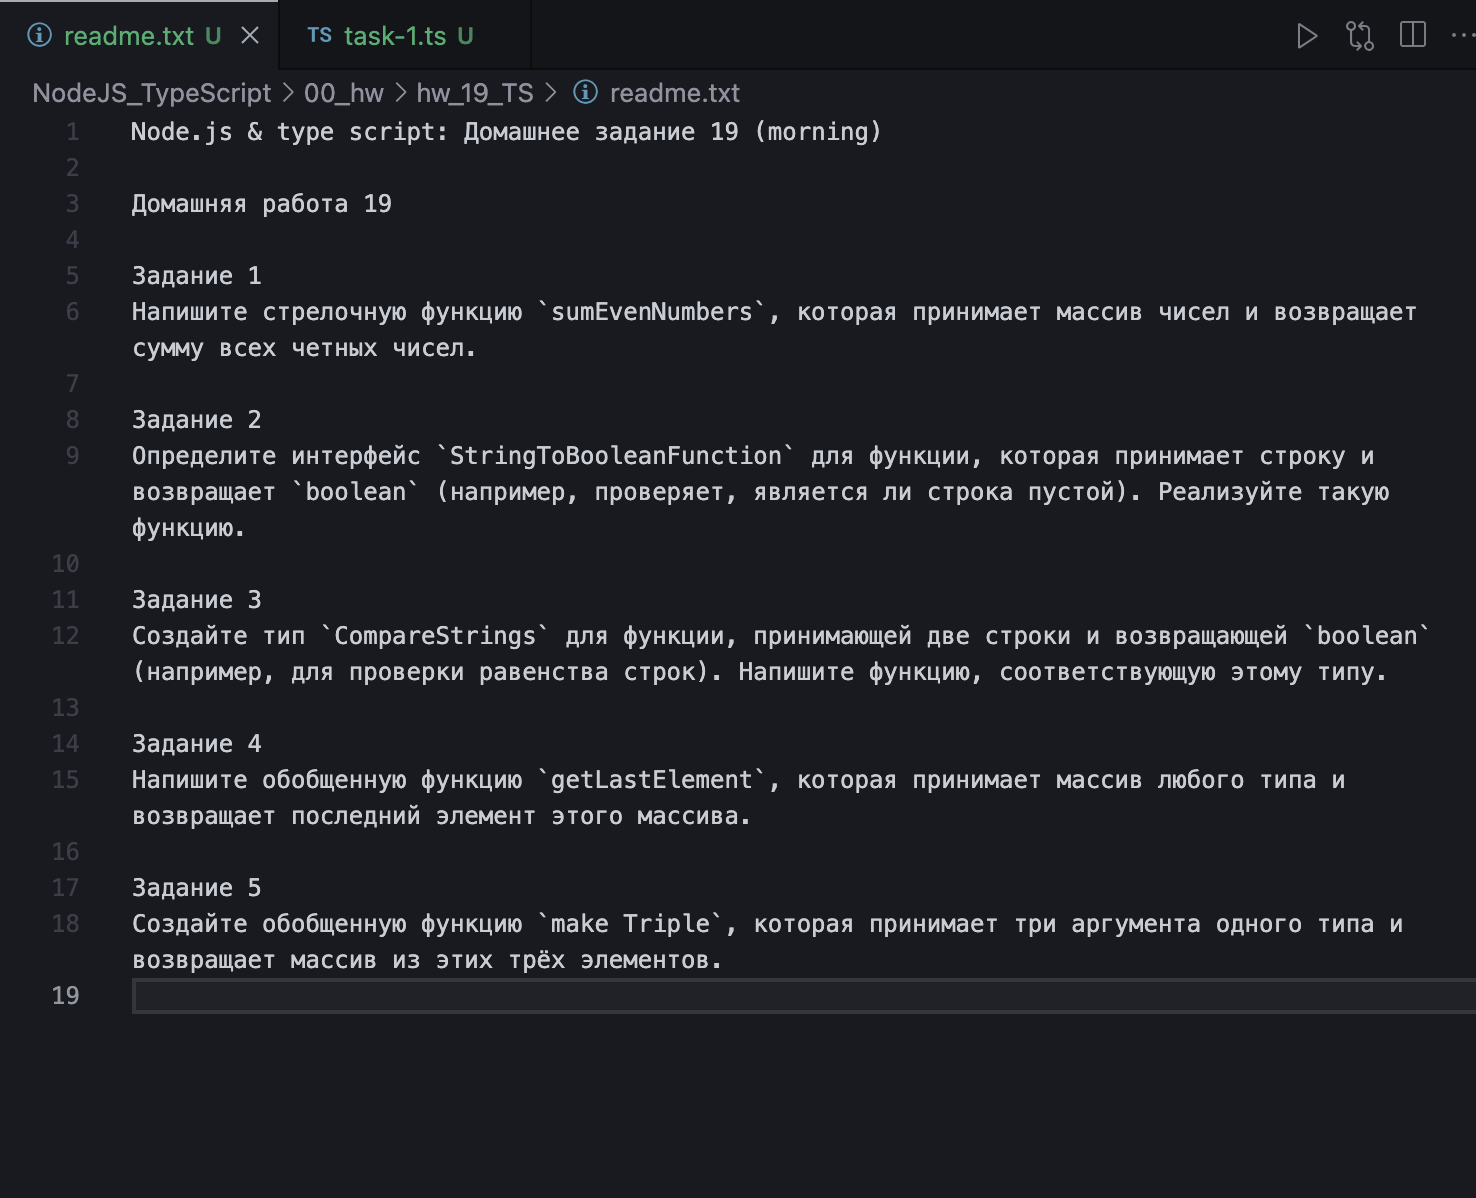 readme.txt U
TS task-1.ts U
NodeJS_TypeScript > 00_hw > hw_19_TS > readme.txt
1 Node.js & type script: Домашнее задание 19 (morning)
2
3 Домашняя работа 19
4
5 Задание 1
6 Напишите стрелочную функцию `sumEvenNumbers`, которая принимает массив чисел и возвращает
сумму всех четных чисел.
7
8 Задание 2
9 Определите интерфейс `StringToBooleanFunction` для функции, которая принимает строку и
возвращает `boolean` (например, проверяет, является ли строка пустой). Реализуйте такую
функцию.
10
11 Задание 3
12 Создайте тип `CompareStrings` для функции, принимающей две строки и возвращающей `boolean`
(например, для проверки равенства строк). Напишите функцию, соответствующую этому типу.
13
14 Задание 4
15 Напишите обобщенную функцию `getLastElement`, которая принимает массив любого типа и
возвращает последний элемент этого массива.
16
17 Задание 5
18 Создайте обобщенную функцию `make Triple`, которая принимает три аргумента одного типа и
возвращает массив из этих трёх элементов.
19